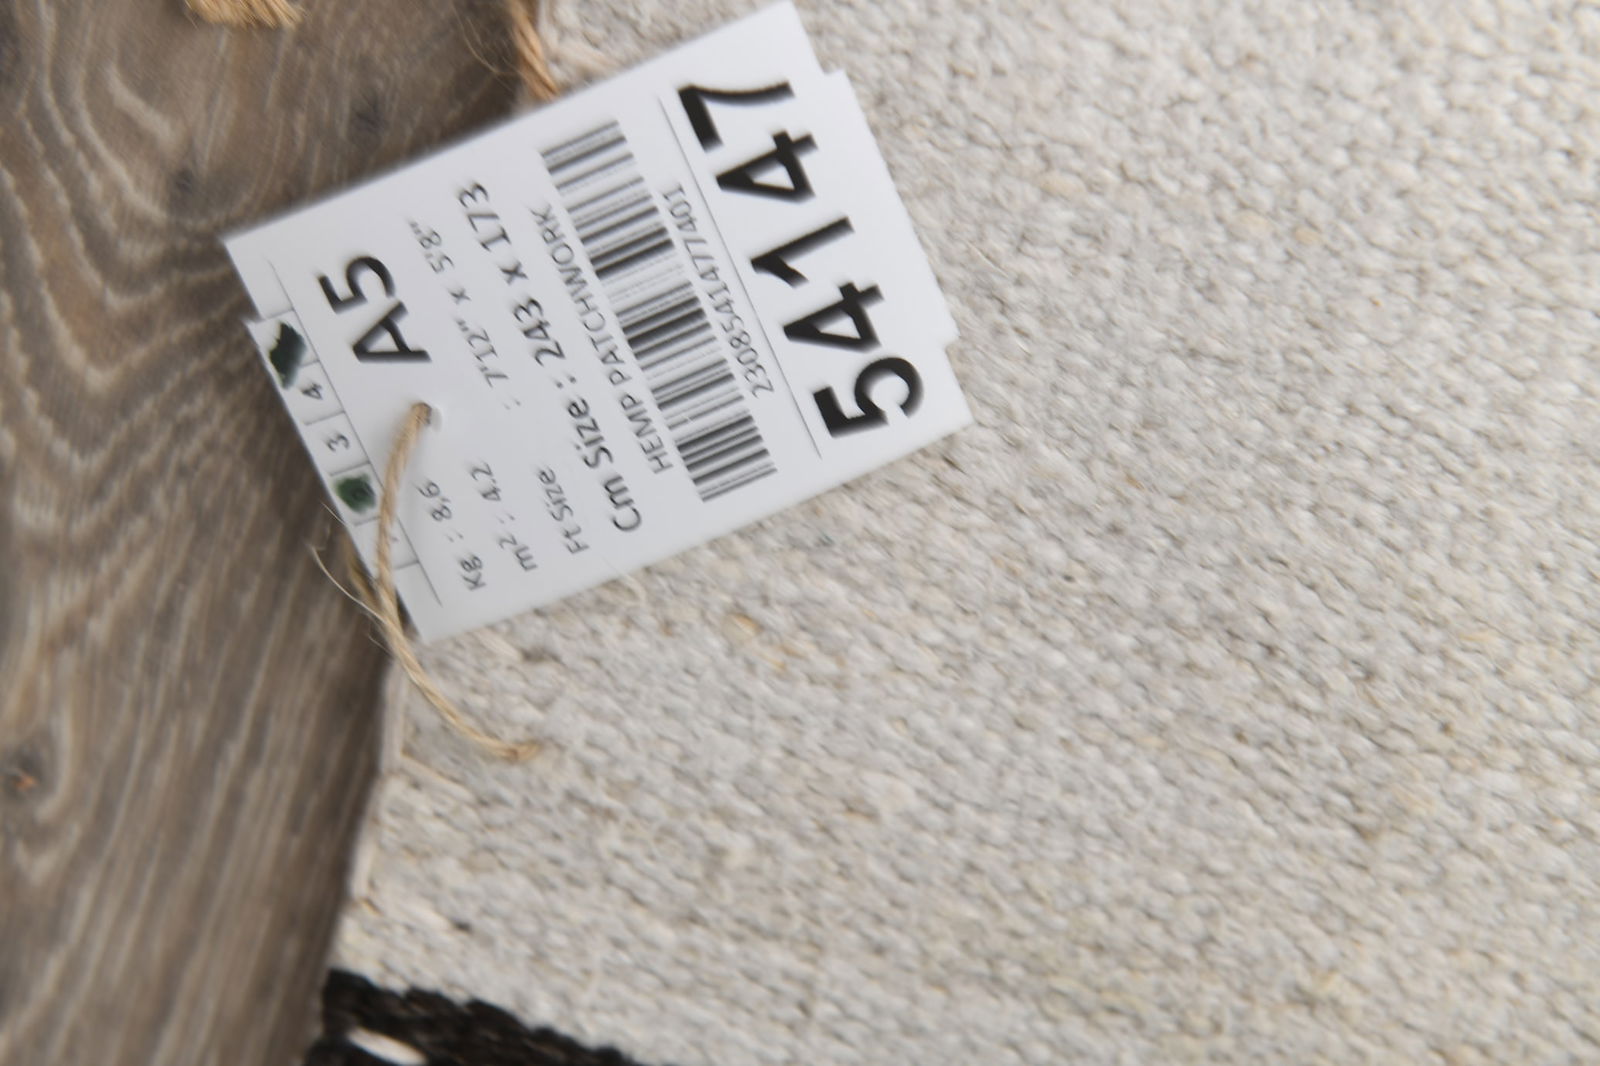 54147
2308541477401
HEMP PATCHWORK
Cm Size : 243 X 173
Ft Size : 7'12" x 5'8"
m² : 4.2
Kg : 8,6
A5
3 4